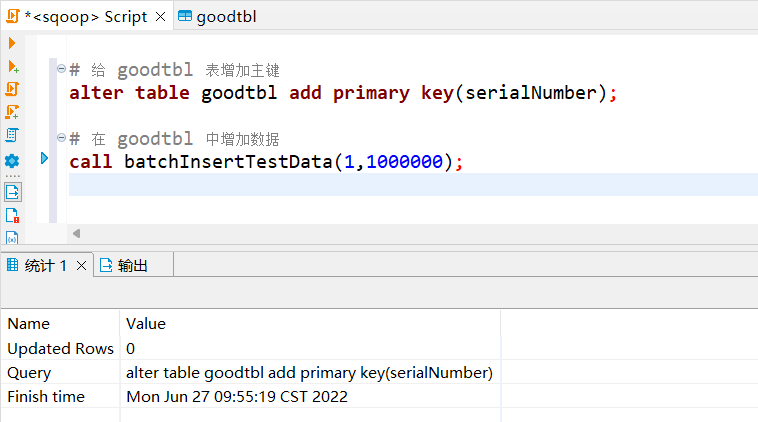 *<sqoop> Script
goodtbl
# 给 goodtbl 表增加主键
alter table goodtbl add primary key(serialNumber);
# 在 goodtbl 中增加数据
call batchInsertTestData(1,1000000);
统计 1
输出
Name Value
Updated Rows 0
Query alter table goodtbl add primary key(serialNumber)
Finish time Mon Jun 27 09:55:19 CST 2022